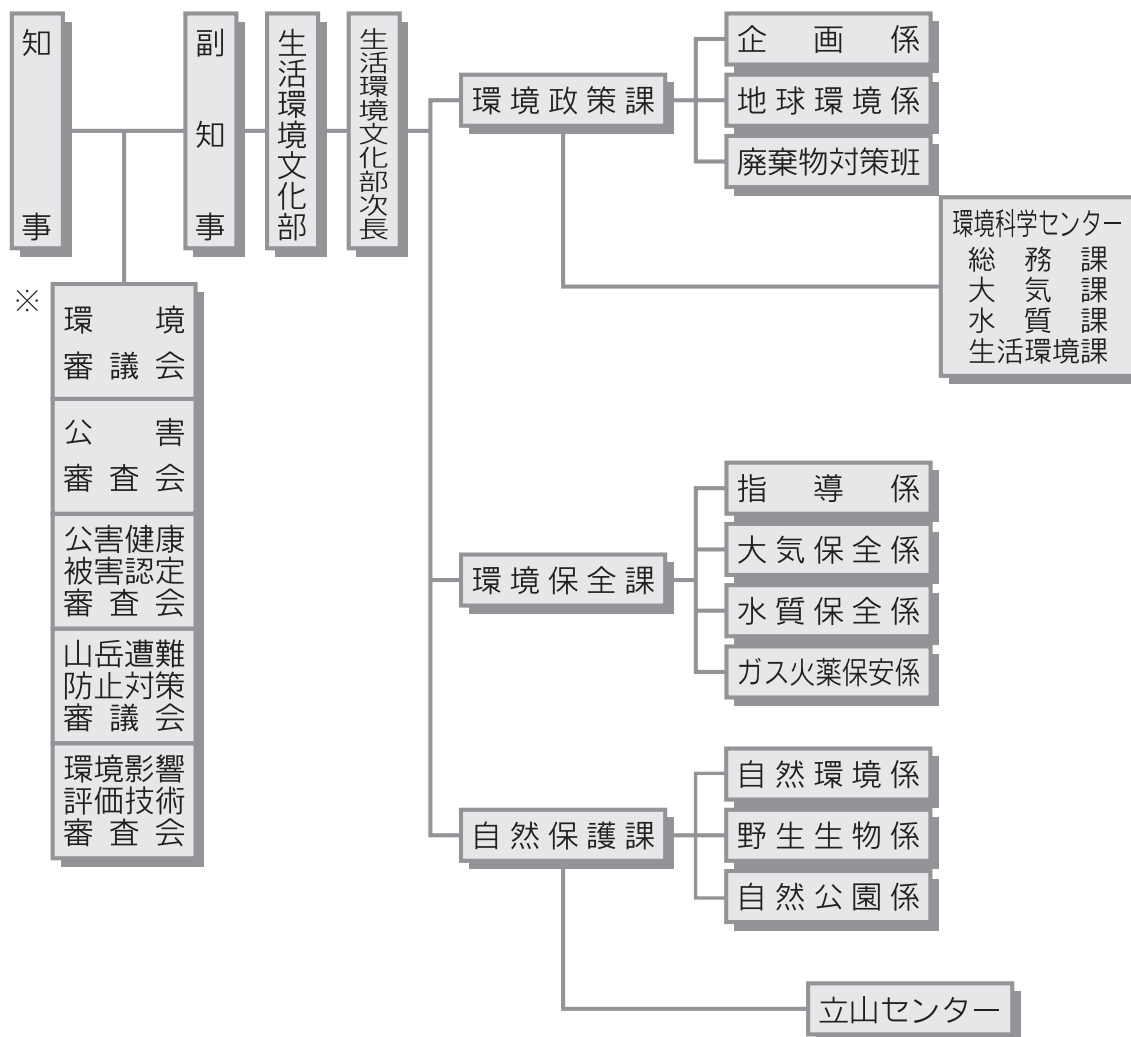 知事
副知事
生活環境文化部
生活環境文化部次長
※
環境
審議会
公害
審査会
公害健康
被害認定
審査会
山岳遭難
防止対策
審議会
環境影響
評価技術
審査会
環境政策課
企画係
地球環境係
廃棄物対策班
環境科学センター
総務課
大気課
水質課
生活環境課
環境保全課
指導係
大気保全係
水質保全係
ガス火薬保安係
自然保護課
自然環境係
野生生物係
自然公園係
立山センター